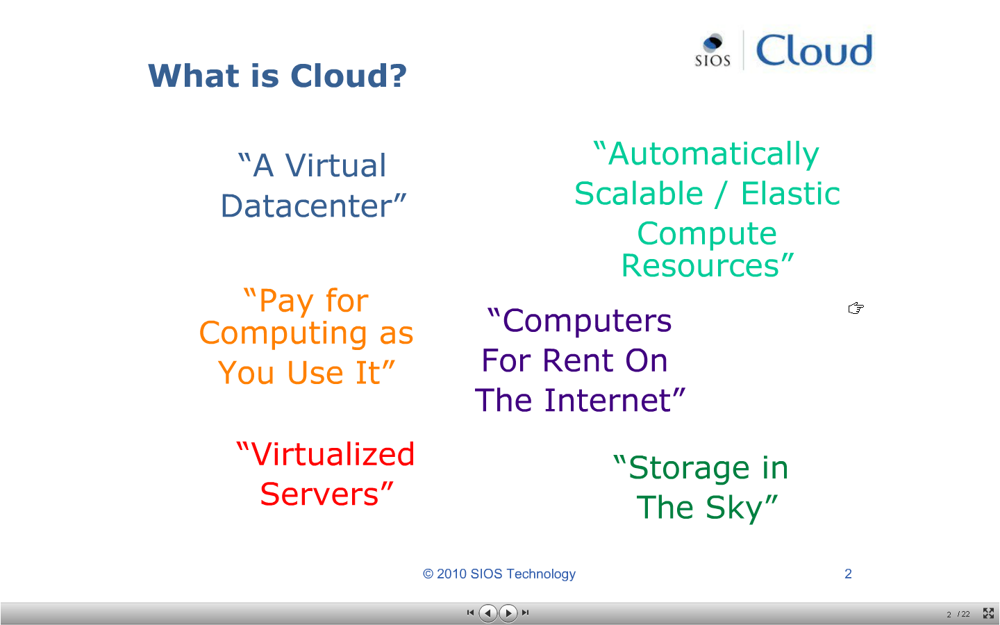 SIOS Cloud
What is Cloud?
“A Virtual
Datacenter”
“Automatically
Scalable / Elastic
Compute
Resources”
“Pay for
Computing as
You Use It”
“Computers
For Rent On
The Internet”
“Virtualized
Servers”
“Storage in
The Sky”
© 2010 SIOS Technology
2
2 / 22